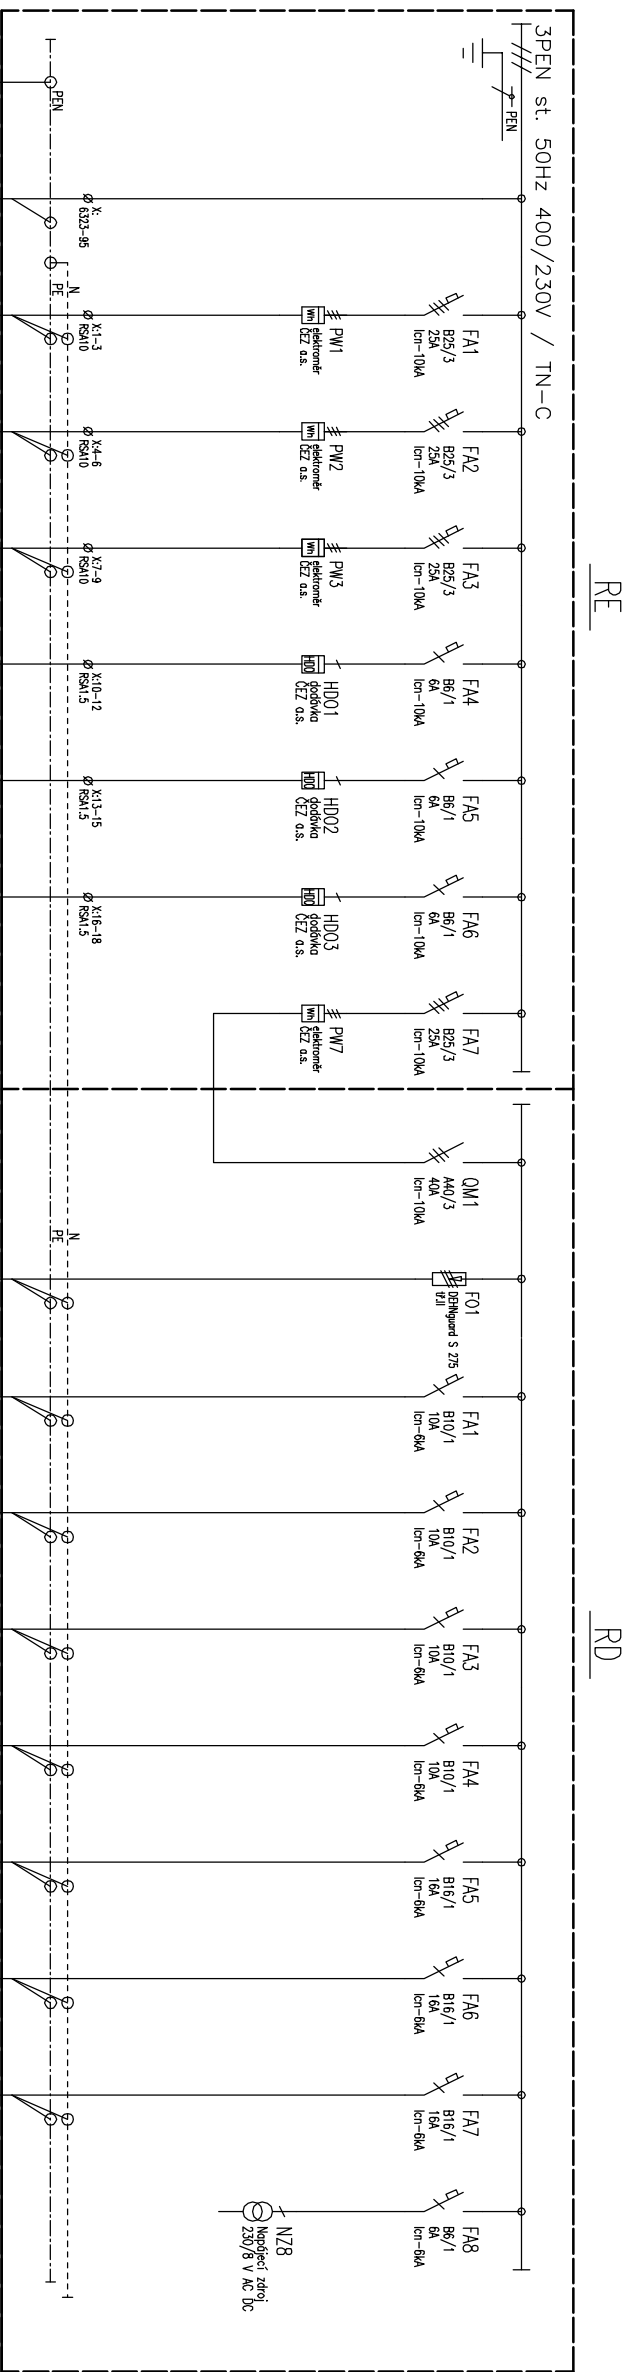 RE
RD
3PEN st. 50Hz 400/230V / TN-C
PEN
FA1
B25/3
25A
Icn-10kA
FA2
B25/3
25A
Icn-10kA
FA3
B25/3
25A
Icn-10kA
FA4
B6/1
6A
Icn-10kA
FA5
B6/1
6A
Icn-10kA
FA6
B6/1
6A
Icn-10kA
FA7
B25/3
25A
Icn-10kA
QM1
A40/3
40A
Icn-10kA
FO1
DEHNguard S 275
tř.II
FA1
B10/1
10A
Icn-6kA
FA2
B10/1
10A
Icn-6kA
FA3
B10/1
10A
Icn-6kA
FA4
B10/1
10A
Icn-6kA
FA5
B16/1
16A
Icn-6kA
FA6
B16/1
16A
Icn-6kA
FA7
B16/1
16A
Icn-6kA
FA8
B6/1
6A
Icn-6kA
PW1
Wh
elektroměr
ČEZ a.s.
PW2
Wh
elektroměr
ČEZ a.s.
PW3
Wh
elektroměr
ČEZ a.s.
HDO1
HDO
dodávka
ČEZ a.s.
HDO2
HDO
dodávka
ČEZ a.s.
HDO3
HDO
dodávka
ČEZ a.s.
PW7
Wh
elektroměr
ČEZ a.s.
NZ8
Napájecí zdroj
230/8 V AC DC
X:
6323-95
X:1-3
RSA10
X:4-6
RSA10
X:7-9
RSA10
X:10-12
RSA1.5
X:13-15
RSA1.5
X:16-18
RSA1.5
PEN
N
PE
N
PE